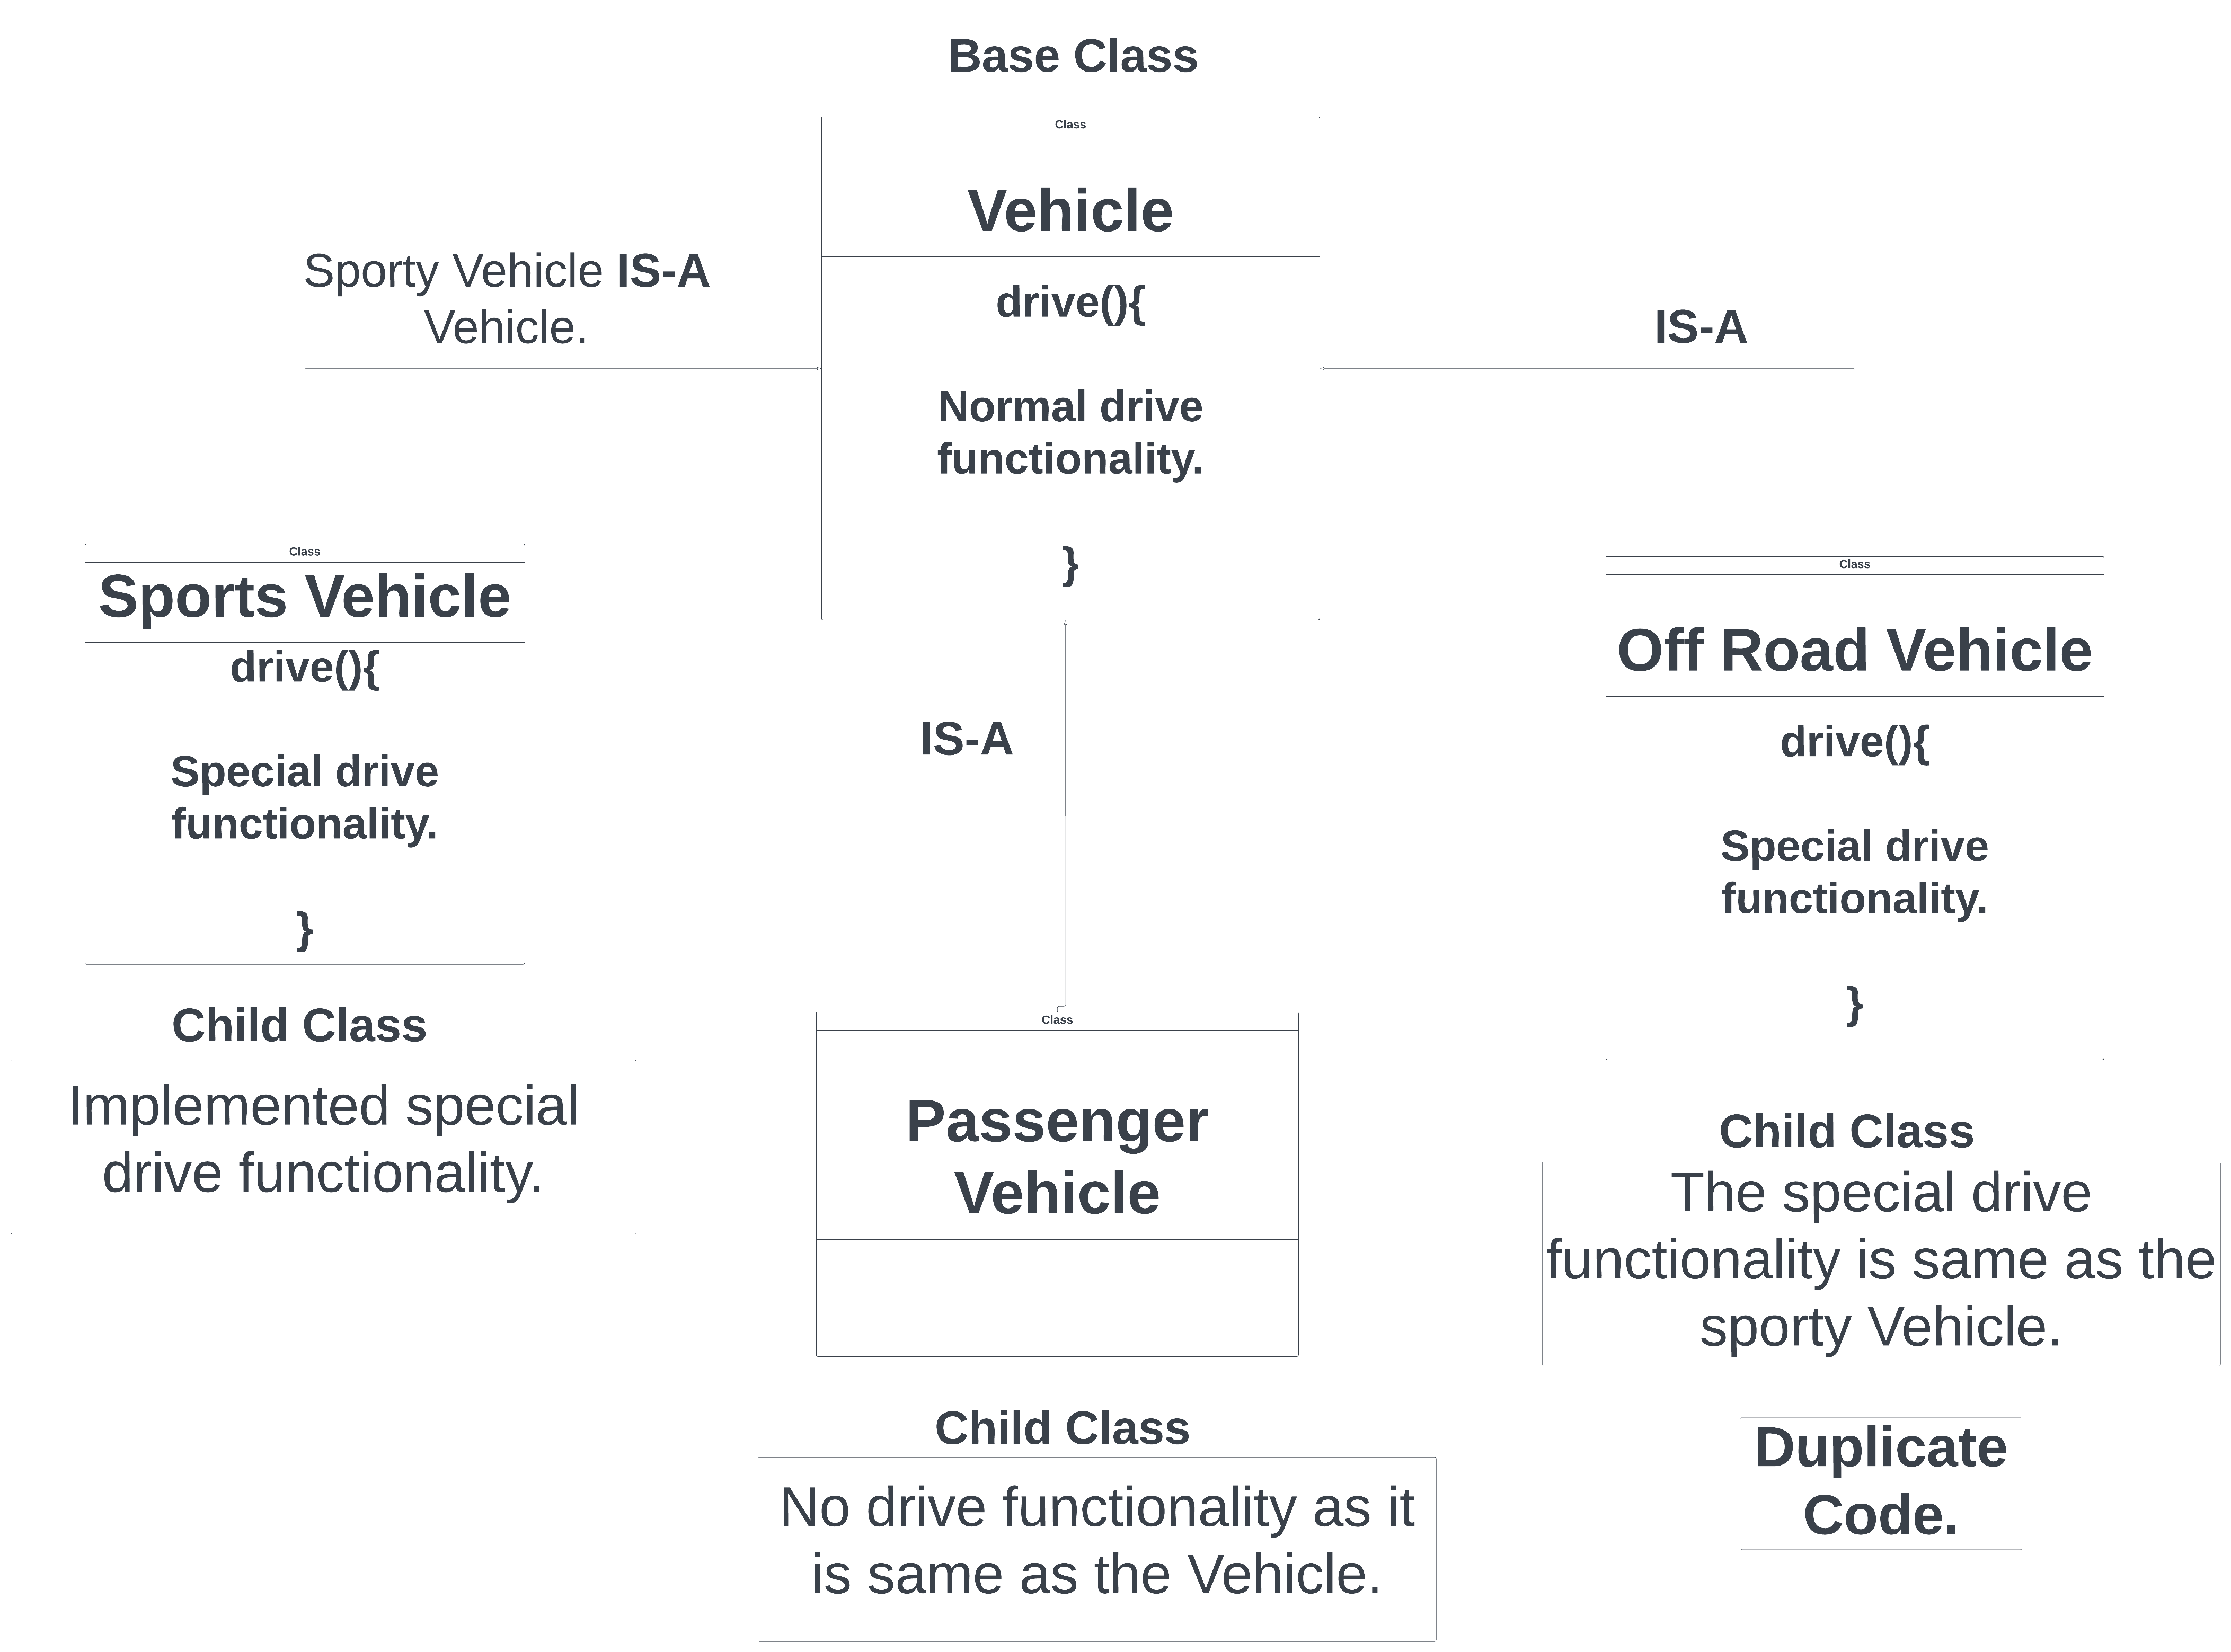 Base Class
Class
Vehicle
drive(){
Normal drive
functionality.
}
Sporty Vehicle IS-A
Vehicle.
IS-A
Class
Sports Vehicle
drive(){
Special drive
functionality.
}
Child Class
Implemented special
drive functionality.
IS-A
Class
Passenger
Vehicle
Child Class
No drive functionality as it
is same as the Vehicle.
Class
Off Road Vehicle
drive(){
Special drive
functionality.
}
Child Class
The special drive
functionality is same as the
sporty Vehicle.
Duplicate
Code.